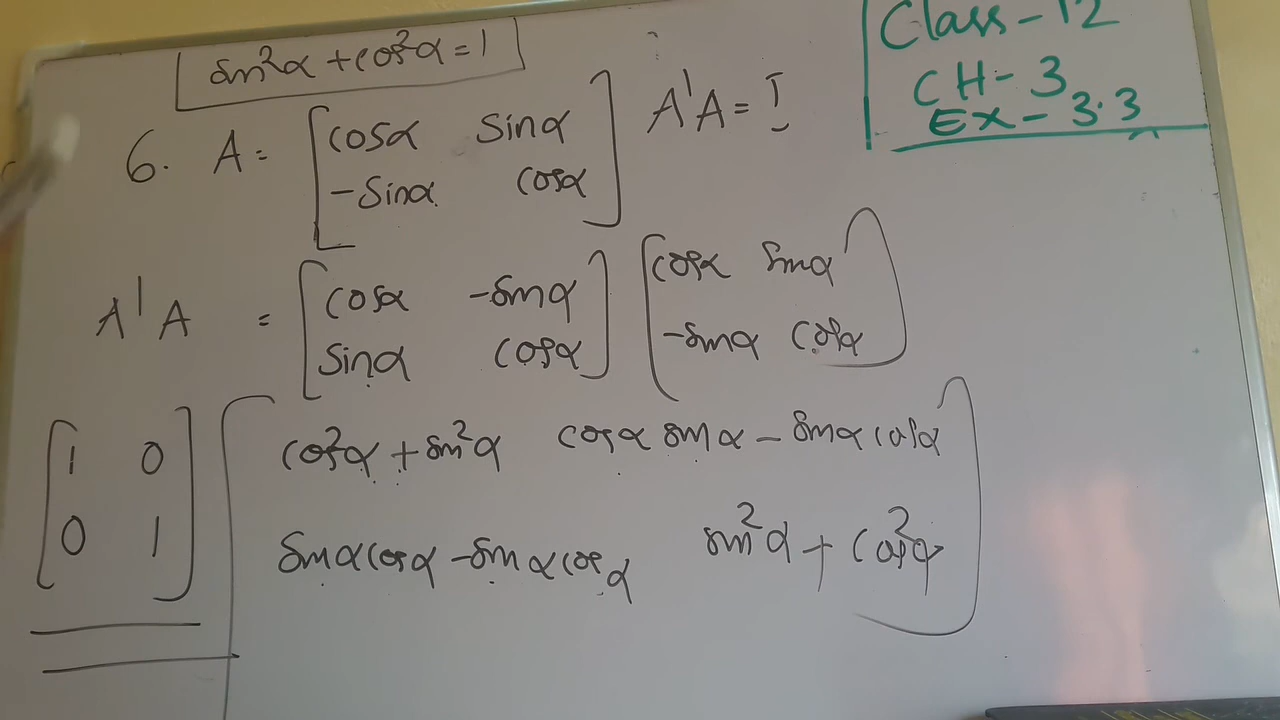 sin²α + cos²α = 1
Class - 12
CH - 3
EX - 3.3
6. A = [cosα sinα A'A = I
-sinα cosα]
A'A = [cosα -sinα [cosα sinα
sinα cosα] -sinα cosα]
[1 0 [cos²α + sin²α cosα sinα - sinα cosα
0 1] sinα cosα - sinα cosα sin²α + cos²α]